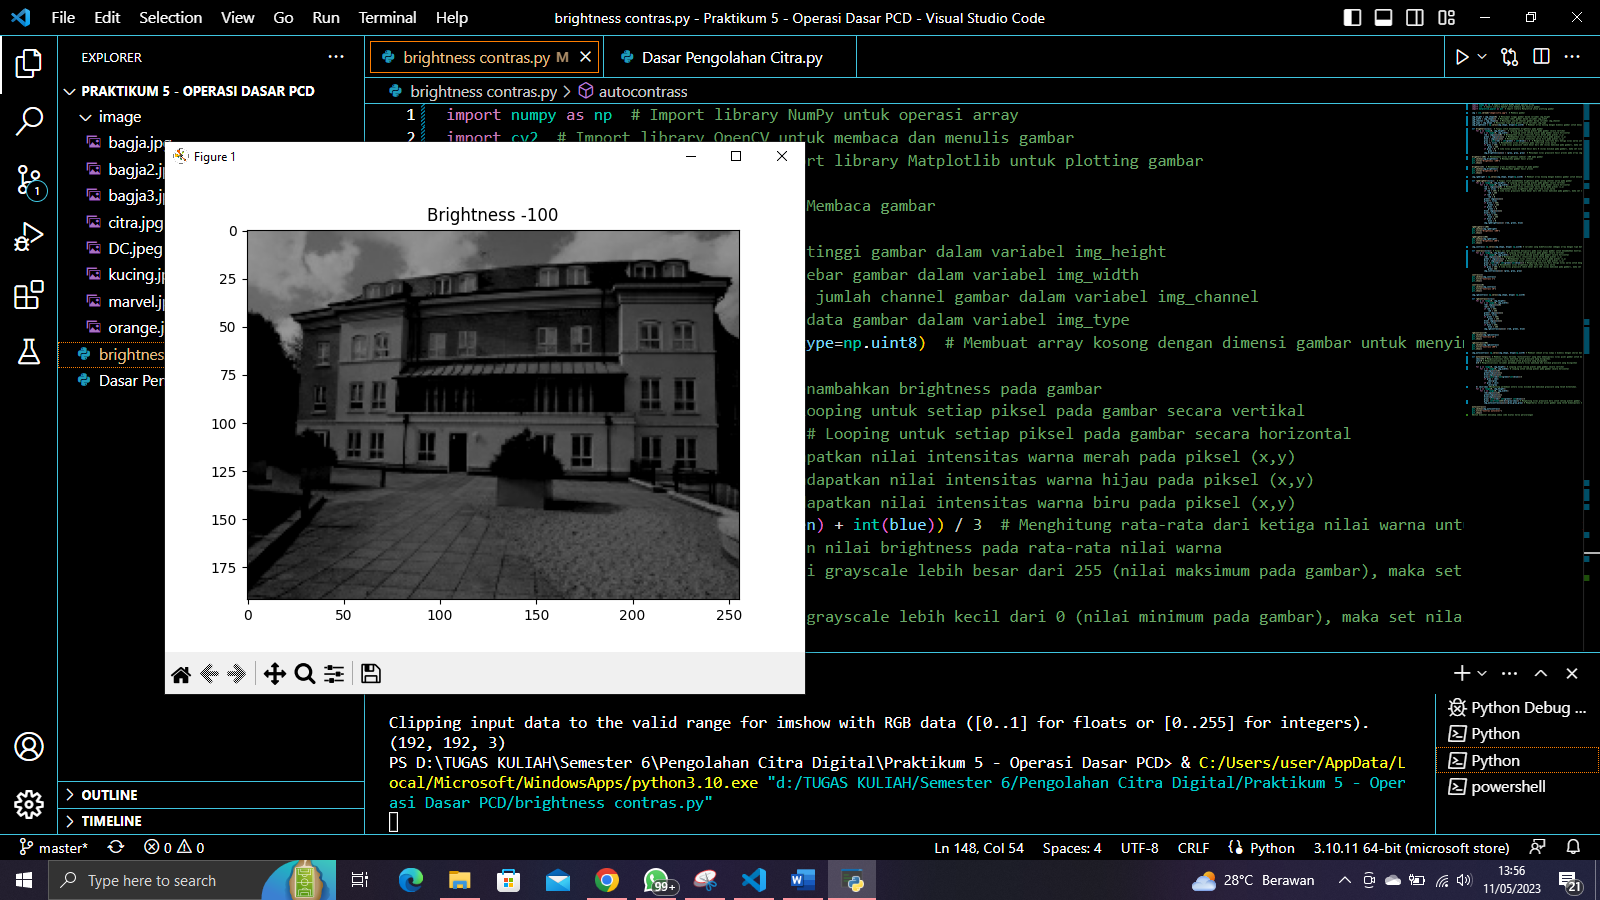 File Edit Selection View Go Run Terminal Help
brightness contras.py - Praktikum 5 - Operasi Dasar PCD - Visual Studio Code
EXPLORER
brightness contras.py M
Dasar Pengolahan Citra.py
PRAKTIKUM 5 - OPERASI DASAR PCD
brightness contras.py > autocontrass
image
bagja.jpe
bagja2.j
bagja3.j
citra.jpg
DC.jpeg
kucing.j
marvel.j
orange.j
brightnes
Dasar Per
1 import numpy as np # Import library NumPy untuk operasi array
2 import cv2 # Import library OpenCV untuk membaca dan menulis gambar
rt library Matplotlib untuk plotting gambar
Membaca gambar
tinggi gambar dalam variabel img_height
ebar gambar dalam variabel img_width
jumlah channel gambar dalam variabel img_channel
data gambar dalam variabel img_type
ype=np.uint8) # Membuat array kosong dengan dimensi gambar untuk menyi
nambahkan brightness pada gambar
ooping untuk setiap piksel pada gambar secara vertikal
# Looping untuk setiap piksel pada gambar secara horizontal
patkan nilai intensitas warna merah pada piksel (x,y)
dapatkan nilai intensitas warna hijau pada piksel (x,y)
apatkan nilai intensitas warna biru pada piksel (x,y)
n) + int(blue)) / 3 # Menghitung rata-rata dari ketiga nilai warna unt
n nilai brightness pada rata-rata nilai warna
i grayscale lebih besar dari 255 (nilai maksimum pada gambar), maka set
grayscale lebih kecil dari 0 (nilai minimum pada gambar), maka set nila
Figure 1
Brightness -100
0
25
50
75
100
125
150
175
0 50 100 150 200 250
Clipping input data to the valid range for imshow with RGB data ([0..1] for floats or [0..255] for integers).
(192, 192, 3)
PS D:\TUGAS KULIAH\Semester 6\Pengolahan Citra Digital\Praktikum 5 - Operasi Dasar PCD> & C:/Users/user/AppData/L
ocal/Microsoft/WindowsApps/python3.10.exe "d:/TUGAS KULIAH/Semester 6/Pengolahan Citra Digital/Praktikum 5 - Oper
asi Dasar PCD/brightness contras.py"
Python Debug ...
Python
Python
powershell
OUTLINE
TIMELINE
1
master* 0 0
Ln 148, Col 54 Spaces: 4 UTF-8 CRLF Python 3.10.11 64-bit (microsoft store)
Type here to search
99+
28°C Berawan
13:56
11/05/2023
21